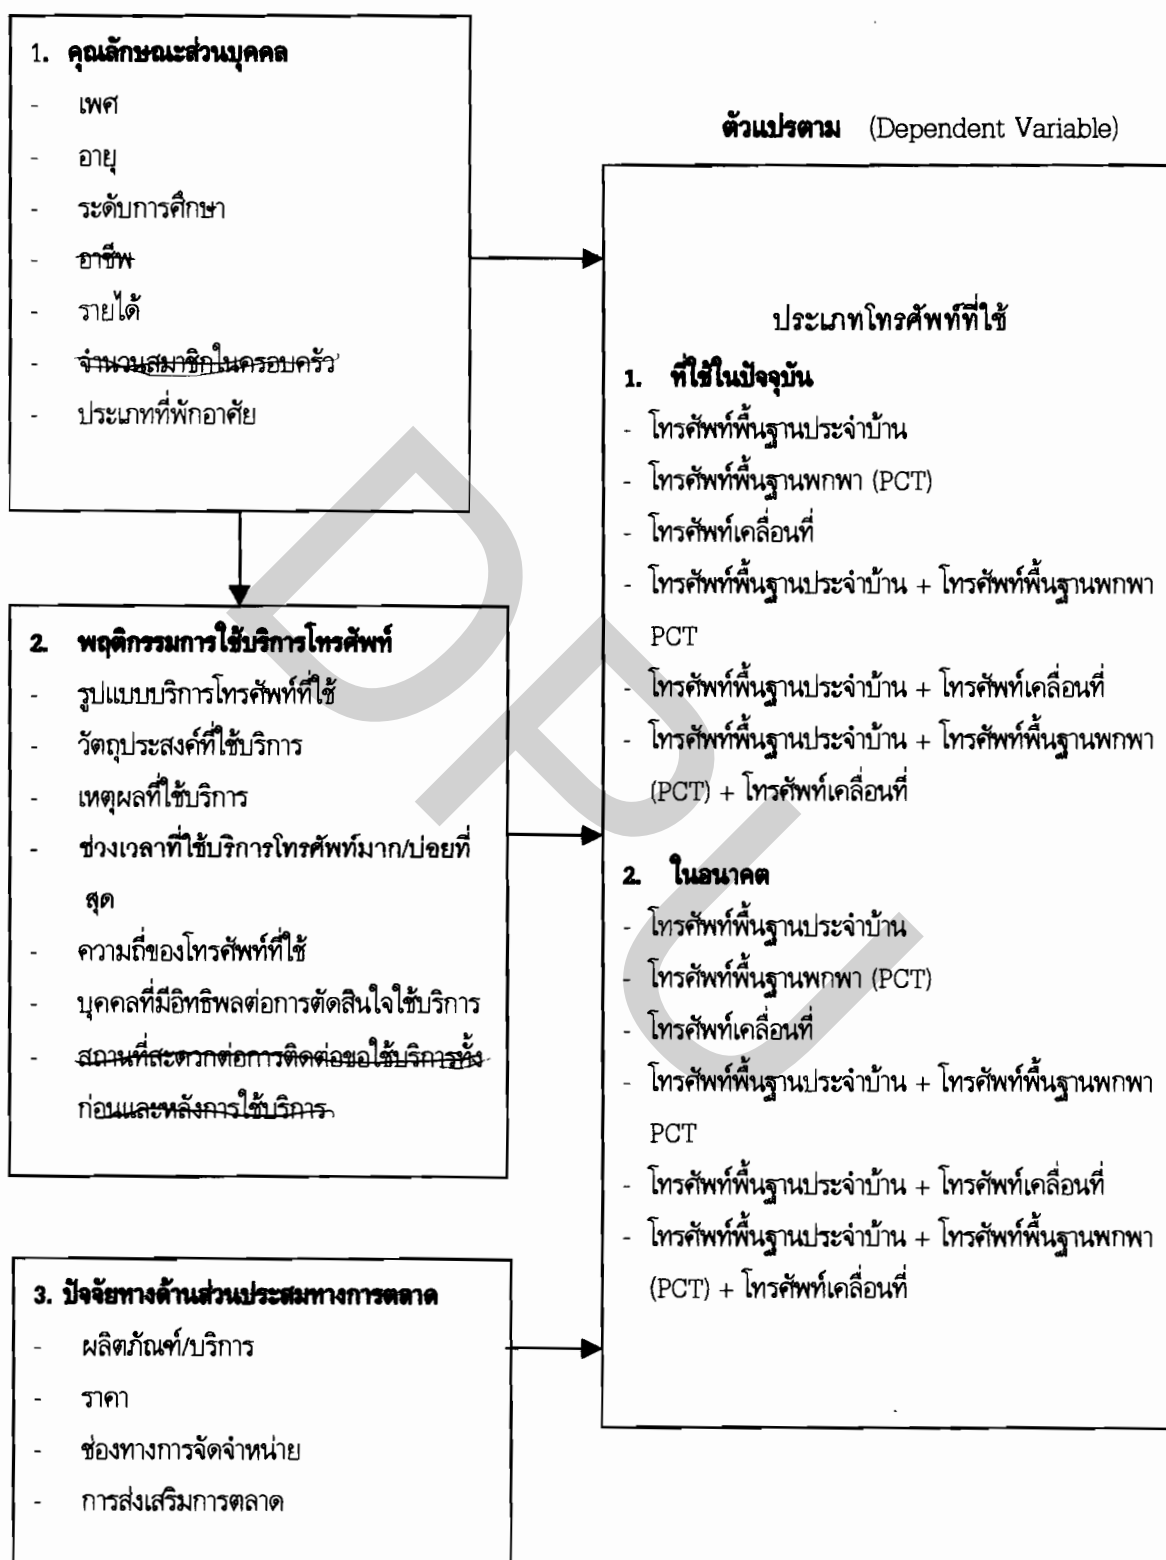 1. คุณลักษณะส่วนบุคคล
- เพศ
- อายุ
- ระดับการศึกษา
- อาชีพ
- รายได้
- จำนวนสมาชิกในครอบครัว
- ประเภทที่พักอาศัย
2. พฤติกรรมการใช้บริการโทรศัพท์
- รูปแบบบริการโทรศัพท์ที่ใช้
- วัตถุประสงค์ที่ใช้บริการ
- เหตุผลที่ใช้บริการ
- ช่วงเวลาที่ใช้บริการโทรศัพท์มาก/บ่อยที่
สุด
- ความถี่ของโทรศัพท์ที่ใช้
- บุคคลที่มีอิทธิพลต่อการตัดสินใจใช้บริการ
- สถานที่สะดวกต่อการติดต่อขอใช้บริการทั้ง
ก่อนและหลังการใช้บริการ
3. ปัจจัยทางด้านส่วนประสมทางการตลาด
- ผลิตภัณฑ์/บริการ
- ราคา
- ช่องทางการจัดจำหน่าย
- การส่งเสริมการตลาด
ตัวแปรตาม (Dependent Variable)
ประเภทโทรศัพท์ที่ใช้
1. ที่ใช้ในปัจจุบัน
- โทรศัพท์พื้นฐานประจำบ้าน
- โทรศัพท์พื้นฐานพกพา (PCT)
- โทรศัพท์เคลื่อนที่
- โทรศัพท์พื้นฐานประจำบ้าน + โทรศัพท์พื้นฐานพกพา
PCT
- โทรศัพท์พื้นฐานประจำบ้าน + โทรศัพท์เคลื่อนที่
- โทรศัพท์พื้นฐานประจำบ้าน + โทรศัพท์พื้นฐานพกพา
(PCT) + โทรศัพท์เคลื่อนที่
2. ในอนาคต
- โทรศัพท์พื้นฐานประจำบ้าน
- โทรศัพท์พื้นฐานพกพา (PCT)
- โทรศัพท์เคลื่อนที่
- โทรศัพท์พื้นฐานประจำบ้าน + โทรศัพท์พื้นฐานพกพา
PCT
- โทรศัพท์พื้นฐานประจำบ้าน + โทรศัพท์เคลื่อนที่
- โทรศัพท์พื้นฐานประจำบ้าน + โทรศัพท์พื้นฐานพกพา
(PCT) + โทรศัพท์เคลื่อนที่
DPU